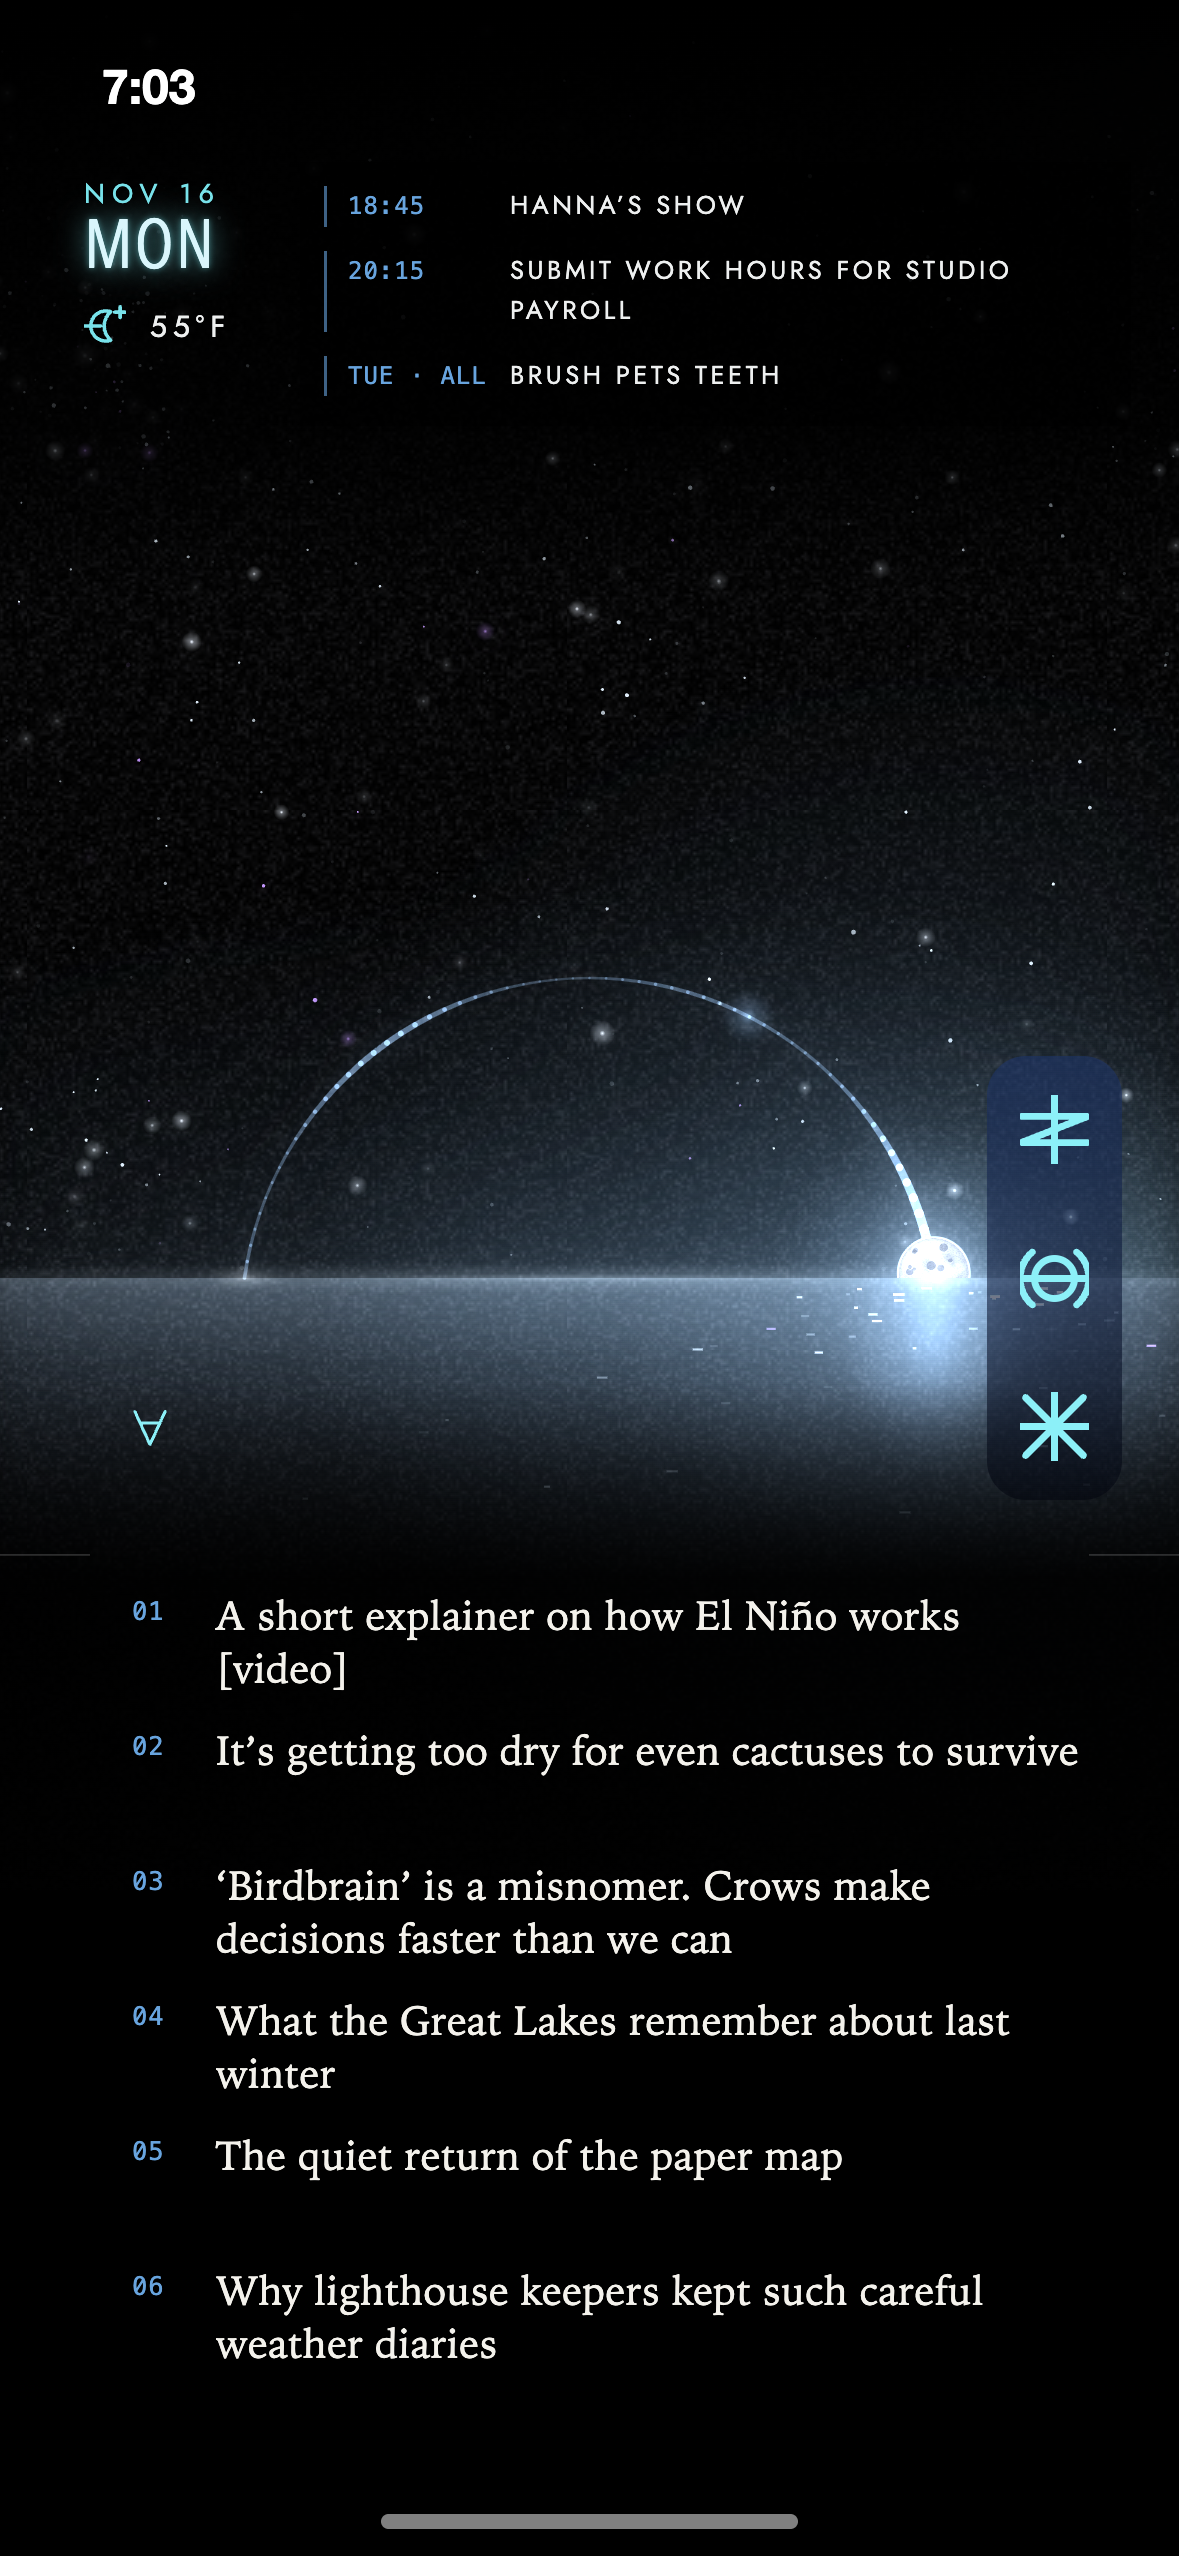 7:03
NOV 16
MON
55°F
18:45 HANNA’S SHOW
20:15 SUBMIT WORK HOURS FOR STUDIO
PAYROLL
TUE · ALL BRUSH PETS TEETH
∀
01 A short explainer on how El Niño works
[video]
02 It’s getting too dry for even cactuses to survive
03 ‘Birdbrain’ is a misnomer. Crows make
decisions faster than we can
04 What the Great Lakes remember about last
winter
05 The quiet return of the paper map
06 Why lighthouse keepers kept such careful
weather diaries